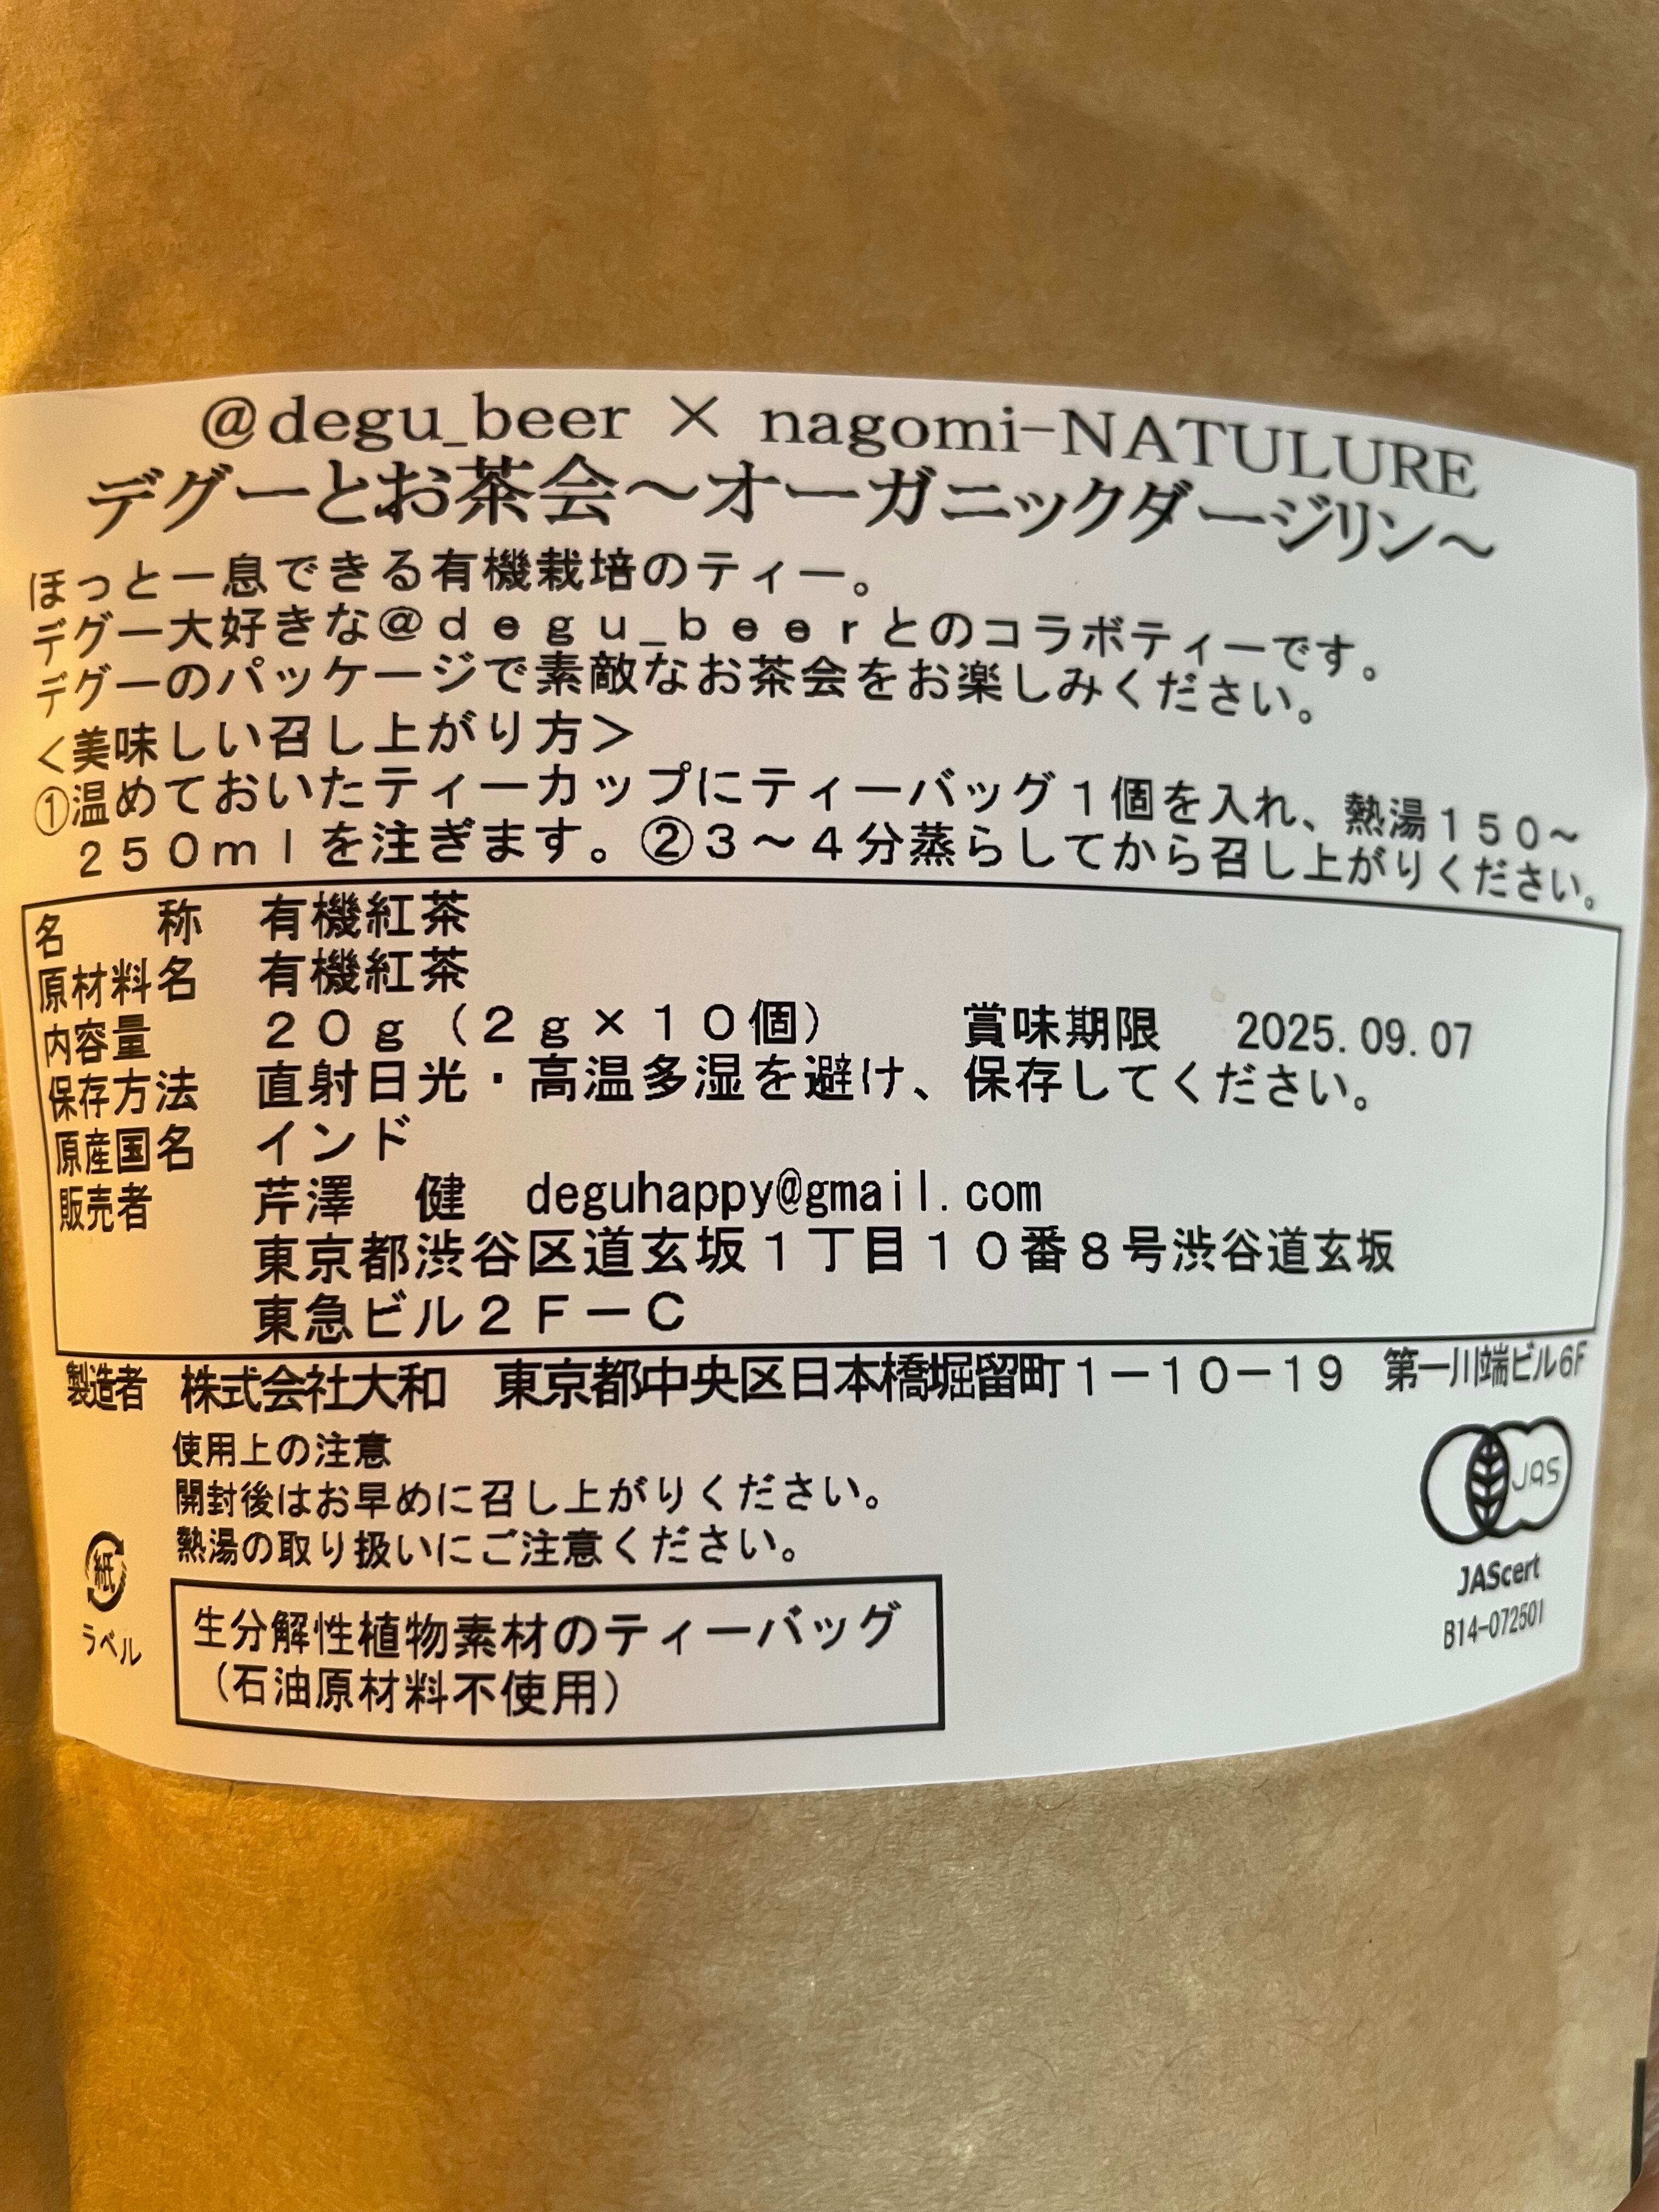 @degu_beer × nagomi-NATULURE
デグーとお茶会～オーガニックダージリン～
ほっと一息できる有機栽培のティー。
デグー大好きな@ｄｅｇｕ_ｂｅｅｒとのコラボティーです。
デグーのパッケージで素敵なお茶会をお楽しみください。
＜美味しい召し上がり方＞
①温めておいたティーカップにティーバッグ１個を入れ、熱湯１５０～
２５０ｍｌを注ぎます。②３～４分蒸らしてから召し上がりください。
名　称　有機紅茶
原材料名　有機紅茶
内容量　２０ｇ（２ｇ×１０個）　賞味期限　2025.09.07
保存方法　直射日光・高温多湿を避け、保存してください。
原産国名　インド
販売者　芹澤　健　deguhappy@gmail.com
東京都渋谷区道玄坂１丁目１０番８号渋谷道玄坂
東急ビル２Ｆ－Ｃ
製造者　株式会社大和　東京都中央区日本橋堀留町１－１０－１９　第一川端ビル6F
使用上の注意
開封後はお早めに召し上がりください。
熱湯の取り扱いにご注意ください。
紙
ラベル
生分解性植物素材のティーバッグ
（石油原材料不使用）
JAS
JAScert
B14-072501